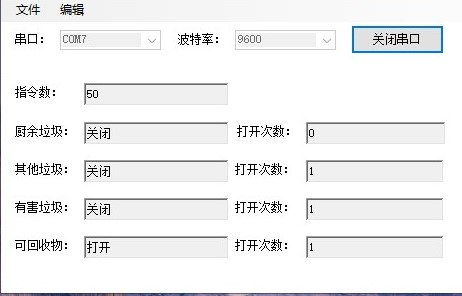 文件 编辑
串口： COM7 波特率： 9600 关闭串口
指令数： 50
厨余垃圾： 关闭 打开次数： 0
其他垃圾： 关闭 打开次数： 1
有害垃圾： 关闭 打开次数： 1
可回收物： 打开 打开次数： 1